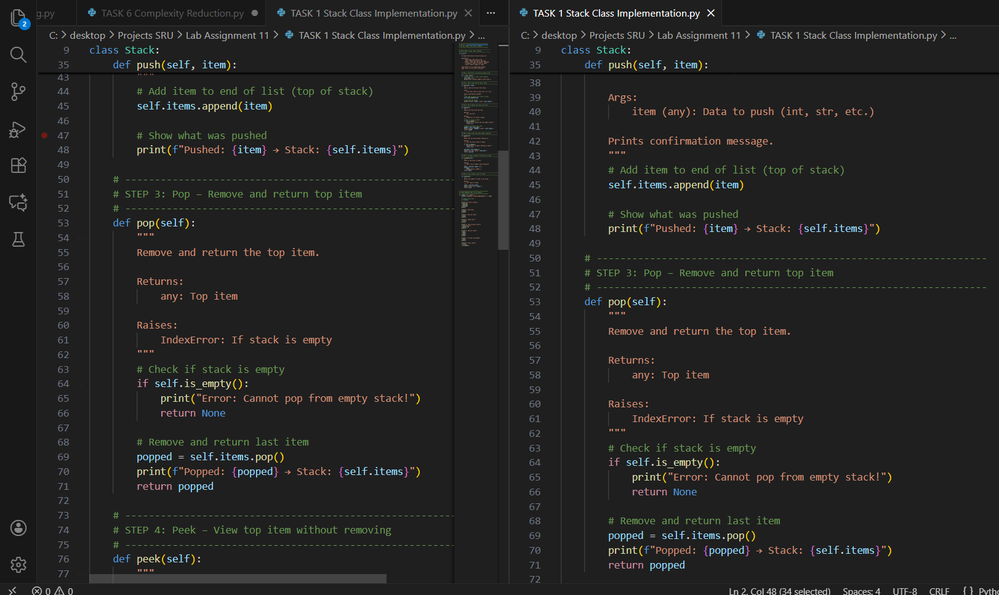 g.py TASK 6 Complexity Reduction.py TASK 1 Stack Class Implementation.py ...
2
C: > desktop > Projects SRU > Lab Assignment 11 > TASK 1 Stack Class Implementation.py > ...
9 class Stack:
35 def push(self, item):
43 """
44 # Add item to end of list (top of stack)
45 self.items.append(item)
46
47 # Show what was pushed
48 print(f"Pushed: {item} → Stack: {self.items}")
49
50 # --------------------------------------------------------
51 # STEP 3: Pop – Remove and return top item
52 # --------------------------------------------------------
53 def pop(self):
54 """
55 Remove and return the top item.
56
57 Returns:
58 any: Top item
59
60 Raises:
61 IndexError: If stack is empty
62 """
63 # Check if stack is empty
64 if self.is_empty():
65 print("Error: Cannot pop from empty stack!")
66 return None
67
68 # Remove and return last item
69 popped = self.items.pop()
70 print(f"Popped: {popped} → Stack: {self.items}")
71 return popped
72
73 # --------------------------------------------------------
74 # STEP 4: Peek – View top item without removing
75 # --------------------------------------------------------
76 def peek(self):
77 """
TASK 1 Stack Class Implementation.py
C: > desktop > Projects SRU > Lab Assignment 11 > TASK 1 Stack Class Implementation.py > ...
9 class Stack:
35 def push(self, item):
38
39 Args:
40 item (any): Data to push (int, str, etc.)
41
42 Prints confirmation message.
43 """
44 # Add item to end of list (top of stack)
45 self.items.append(item)
46
47 # Show what was pushed
48 print(f"Pushed: {item} → Stack: {self.items}")
49
50 # ------------------------------------------------------------------
51 # STEP 3: Pop – Remove and return top item
52 # ------------------------------------------------------------------
53 def pop(self):
54 """
55 Remove and return the top item.
56
57 Returns:
58 any: Top item
59
60 Raises:
61 IndexError: If stack is empty
62 """
63 # Check if stack is empty
64 if self.is_empty():
65 print("Error: Cannot pop from empty stack!")
66 return None
67
68 # Remove and return last item
69 popped = self.items.pop()
70 print(f"Popped: {popped} → Stack: {self.items}")
71 return popped
72
0 0 Ln 2, Col 48 (34 selected) Spaces: 4 UTF-8 CRLF { } Pytho